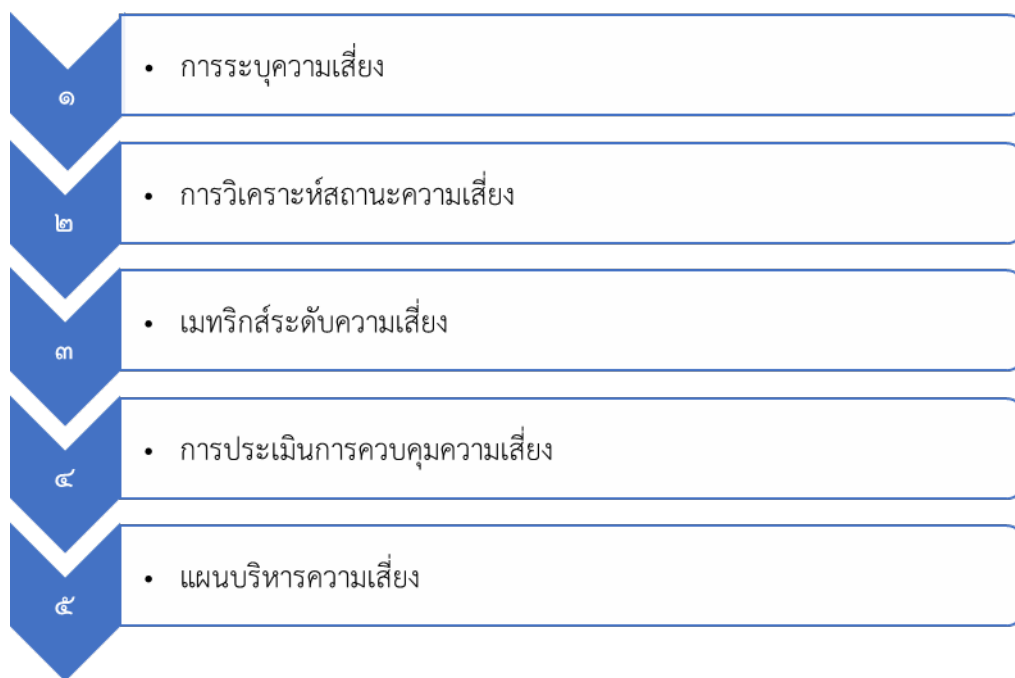 ๑
• การระบุความเสี่ยง
๒
• การวิเคราะห์สถานะความเสี่ยง
๓
• เมทริกส์ระดับความเสี่ยง
๔
• การประเมินการควบคุมความเสี่ยง
๕
• แผนบริหารความเสี่ยง